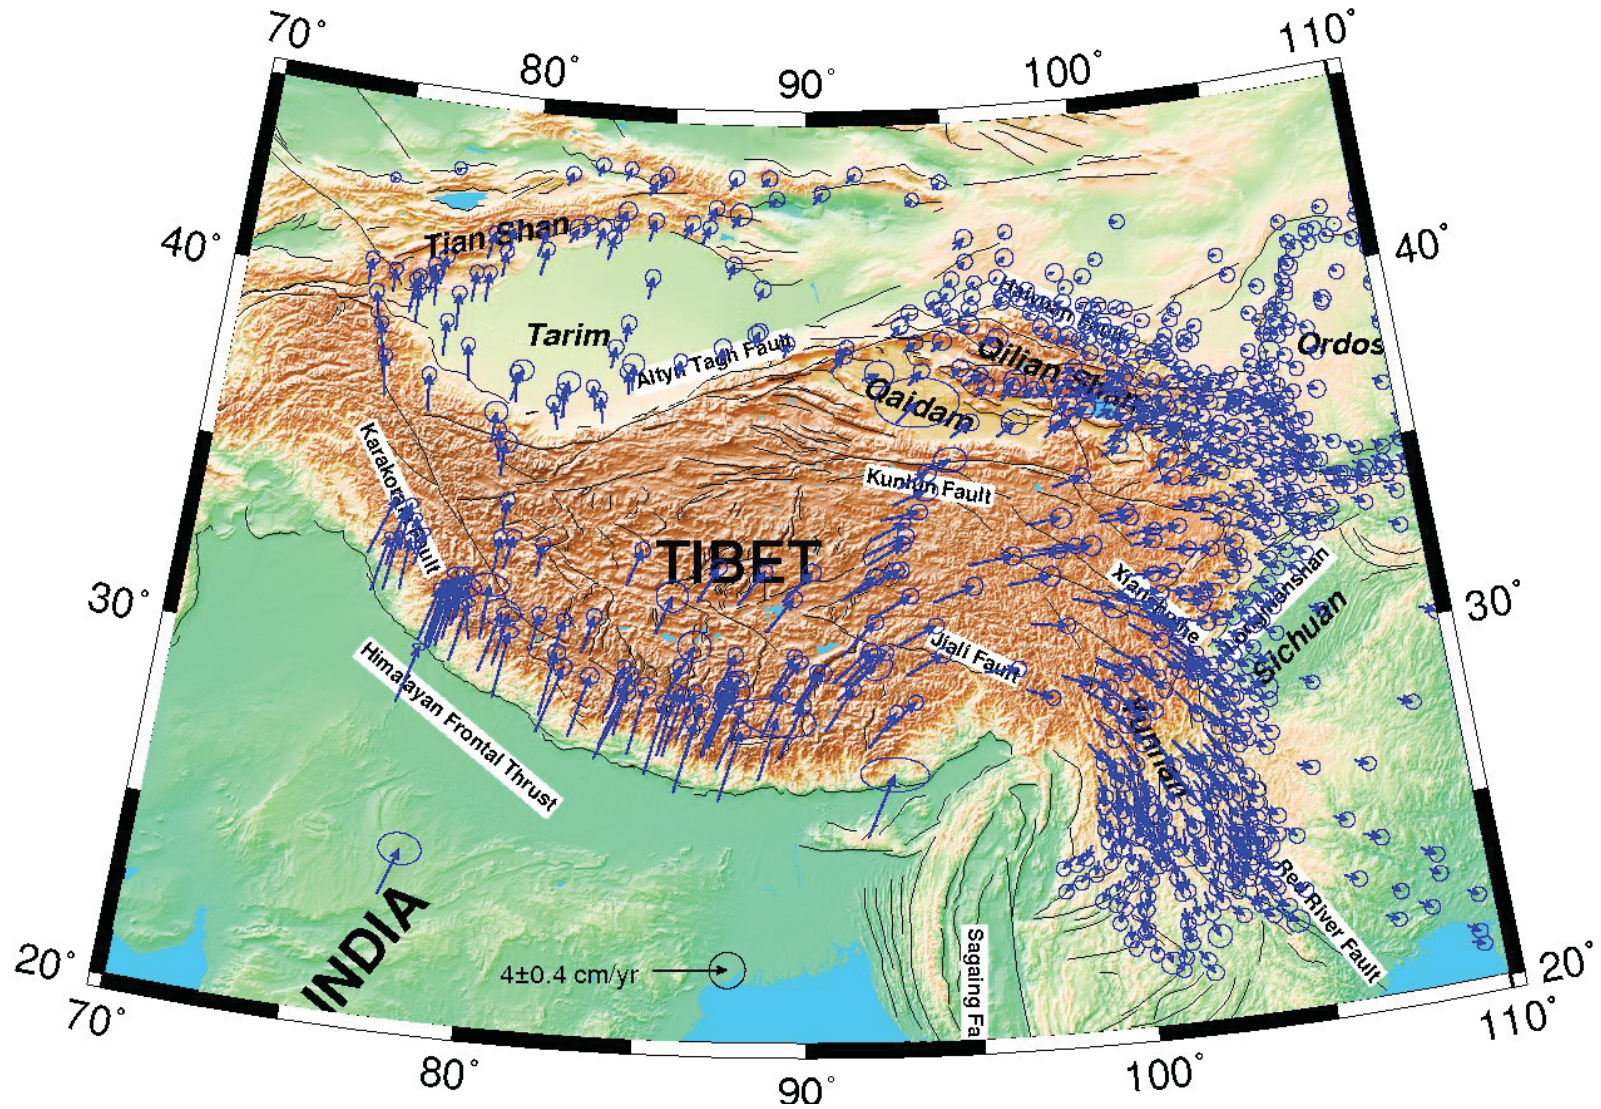 70°
110°
80°
90°
100°
40°
40°
Tian Shan
Haiyuan Fault
Tarim
Ordos
Altyn Tagh Fault
Qilian Shan
Qaidam
Karakoram Fault
Kunlun Fault
TIBET
30°
30°
Xianshuihe
Longmenshan
Sichuan
Jiali Fault
Himalayan Frontal Thrust
Yunnan
INDIA
Red River Fault
Sagaing Fa
4±0.4 cm/yr
20°
20°
70°
110°
80°
90°
100°